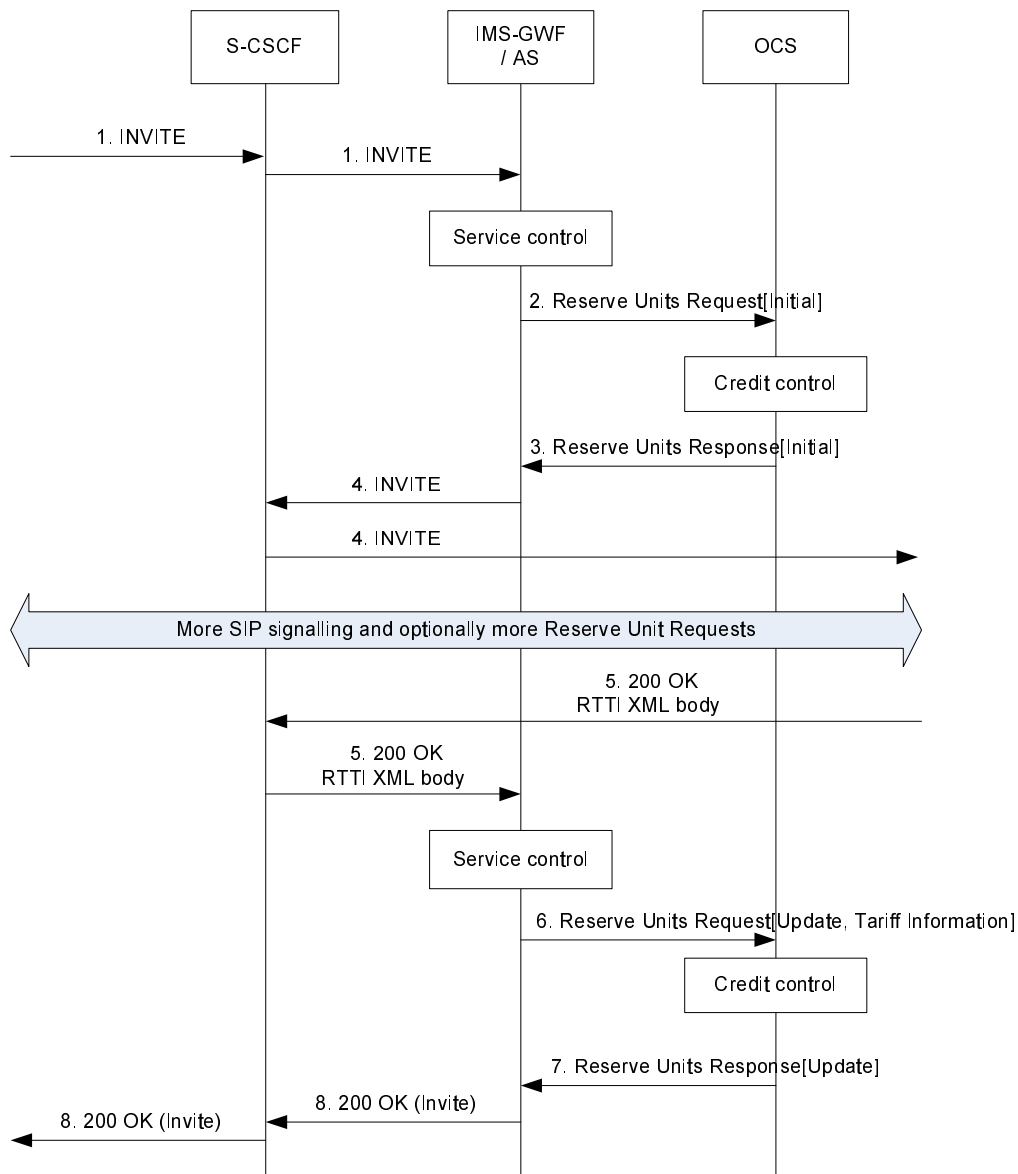 S-CSCF
IMS-GWF
/ AS
OCS
1. INVITE
1. INVITE
Service control
2. Reserve Units Request[Initial]
Credit control
3. Reserve Units Response[Initial]
4. INVITE
4. INVITE
More SIP signalling and optionally more Reserve Unit Requests
5. 200 OK
RTTI XML body
5. 200 OK
RTTI XML body
Service control
6. Reserve Units Request[Update, Tariff Information]
Credit control
7. Reserve Units Response[Update]
8. 200 OK (Invite)
8. 200 OK (Invite)